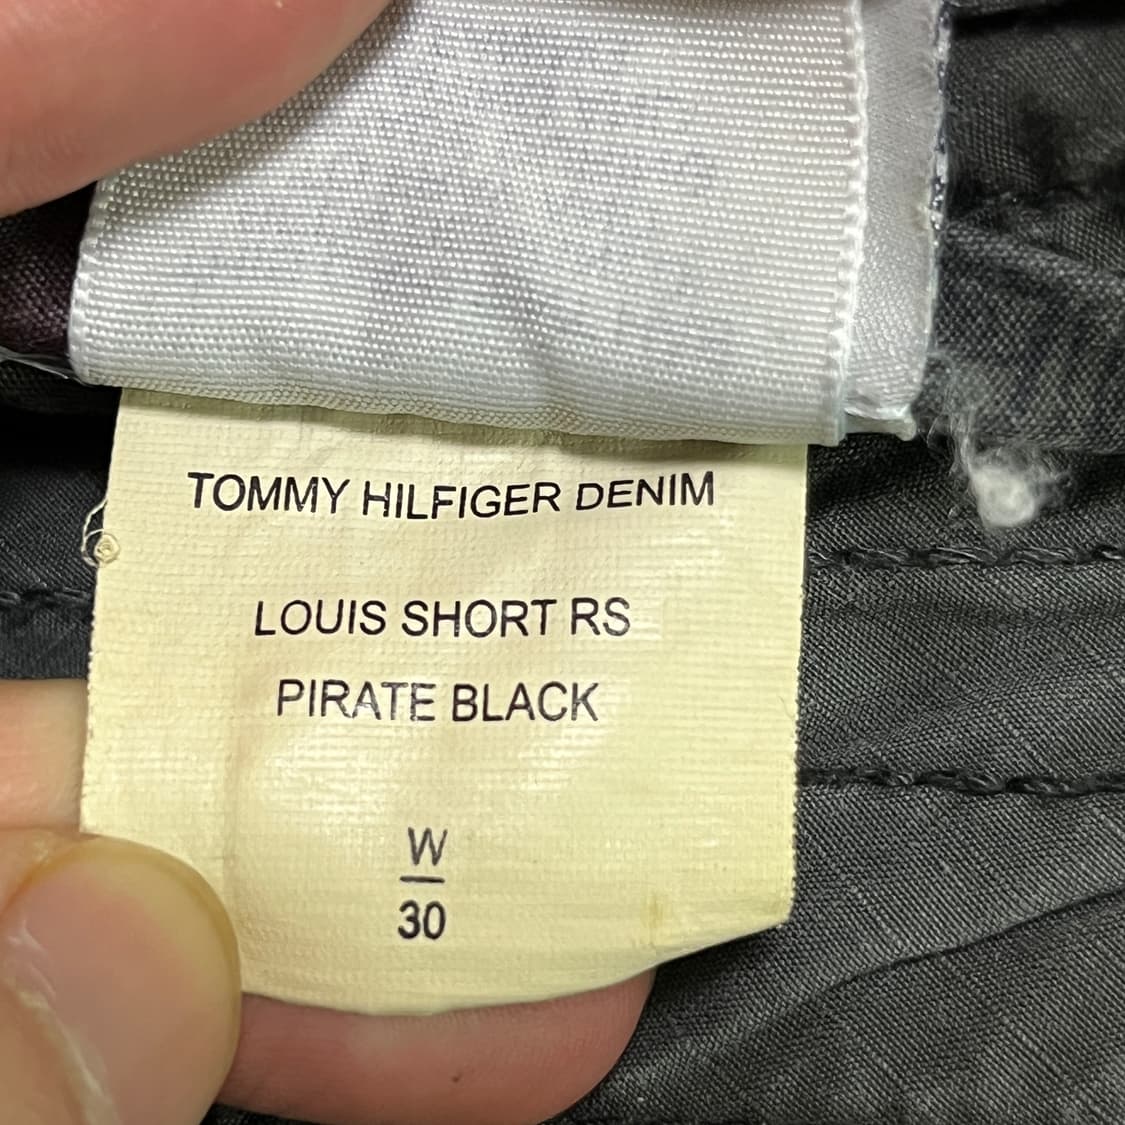 TOMMY HILFIGER DENIM
LOUIS SHORT RS
PIRATE BLACK
W
30